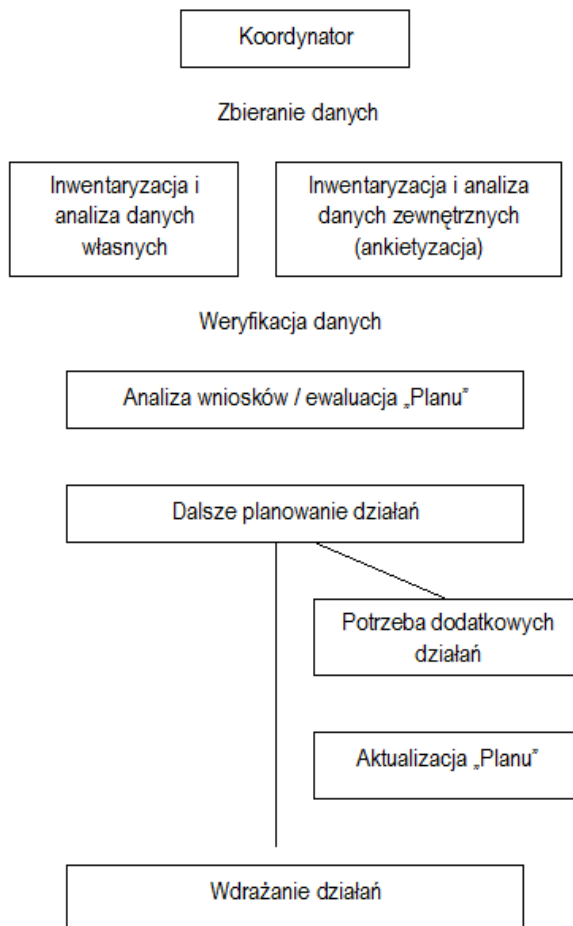 Koordynator
Zbieranie danych
Inwentaryzacja i
analiza danych
własnych
Inwentaryzacja i analiza
danych zewnętrznych
(ankietyzacja)
Weryfikacja danych
Analiza wniosków / ewaluacja „Planu”
Dalsze planowanie działań
Potrzeba dodatkowych
działań
Aktualizacja „Planu”
Wdrażanie działań